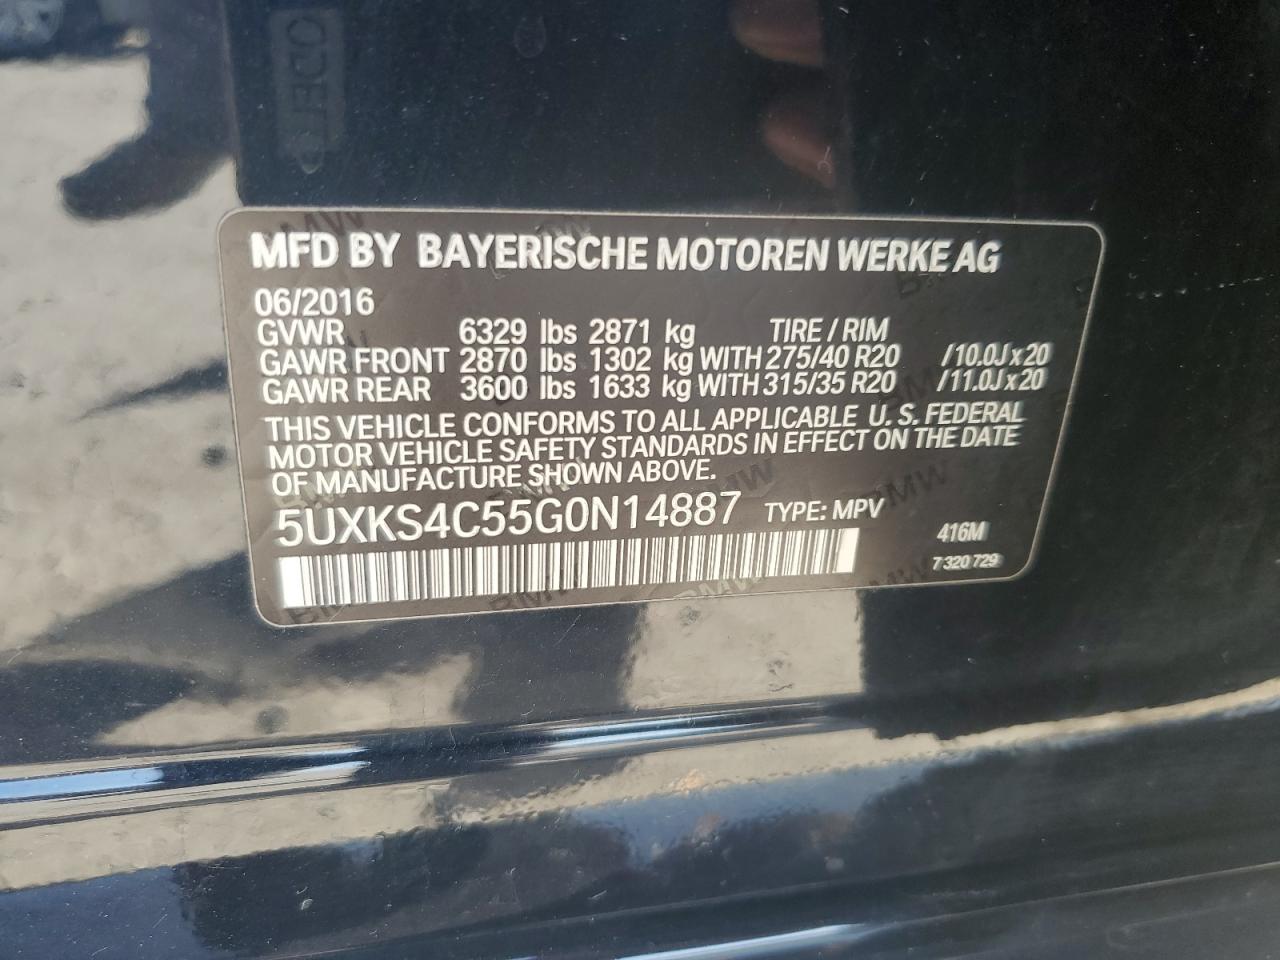 MFD BY BAYERISCHE MOTOREN WERKE AG
06/2016
GVWR 6329 lbs 2871 kg TIRE / RIM
GAWR FRONT 2870 lbs 1302 kg WITH 275/40 R20 /10.0J x 20
GAWR REAR 3600 lbs 1633 kg WITH 315/35 R20 /11.0J x 20
THIS VEHICLE CONFORMS TO ALL APPLICABLE U.S. FEDERAL
MOTOR VEHICLE SAFETY STANDARDS IN EFFECT ON THE DATE
OF MANUFACTURE SHOWN ABOVE.
5UXKS4C55G0N14887 TYPE: MPV
416M
7 320 729